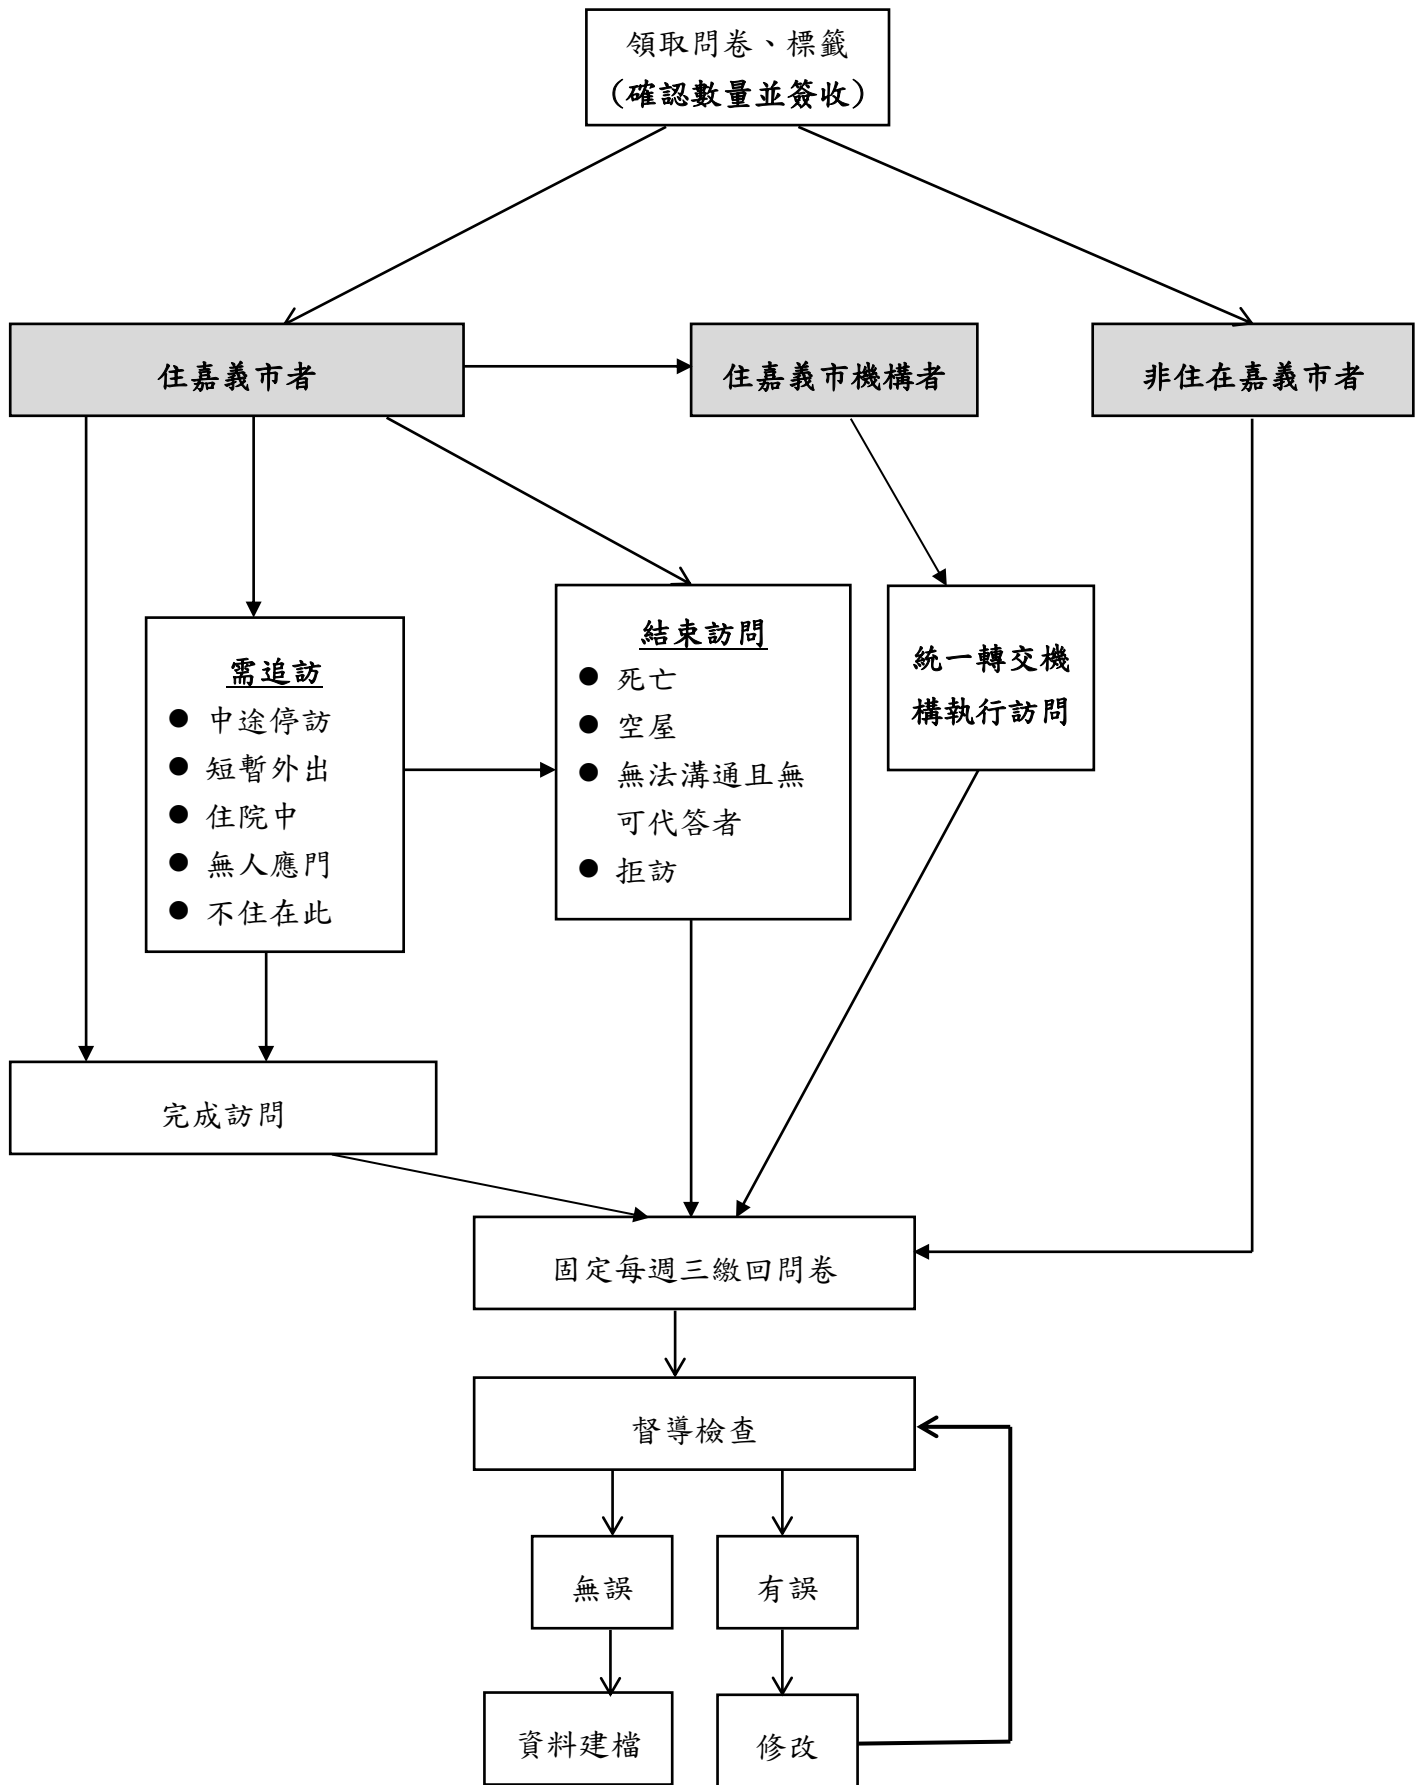 領取問卷、標籤
（確認數量並簽收）
住嘉義市者
住嘉義市機構者
非住在嘉義市者
需追訪
● 中途停訪
● 短暫外出
● 住院中
● 無人應門
● 不住在此
結束訪問
● 死亡
● 空屋
● 無法溝通且無
可代答者
● 拒訪
統一轉交機
構執行訪問
完成訪問
固定每週三繳回問卷
督導檢查
無誤
有誤
資料建檔
修改